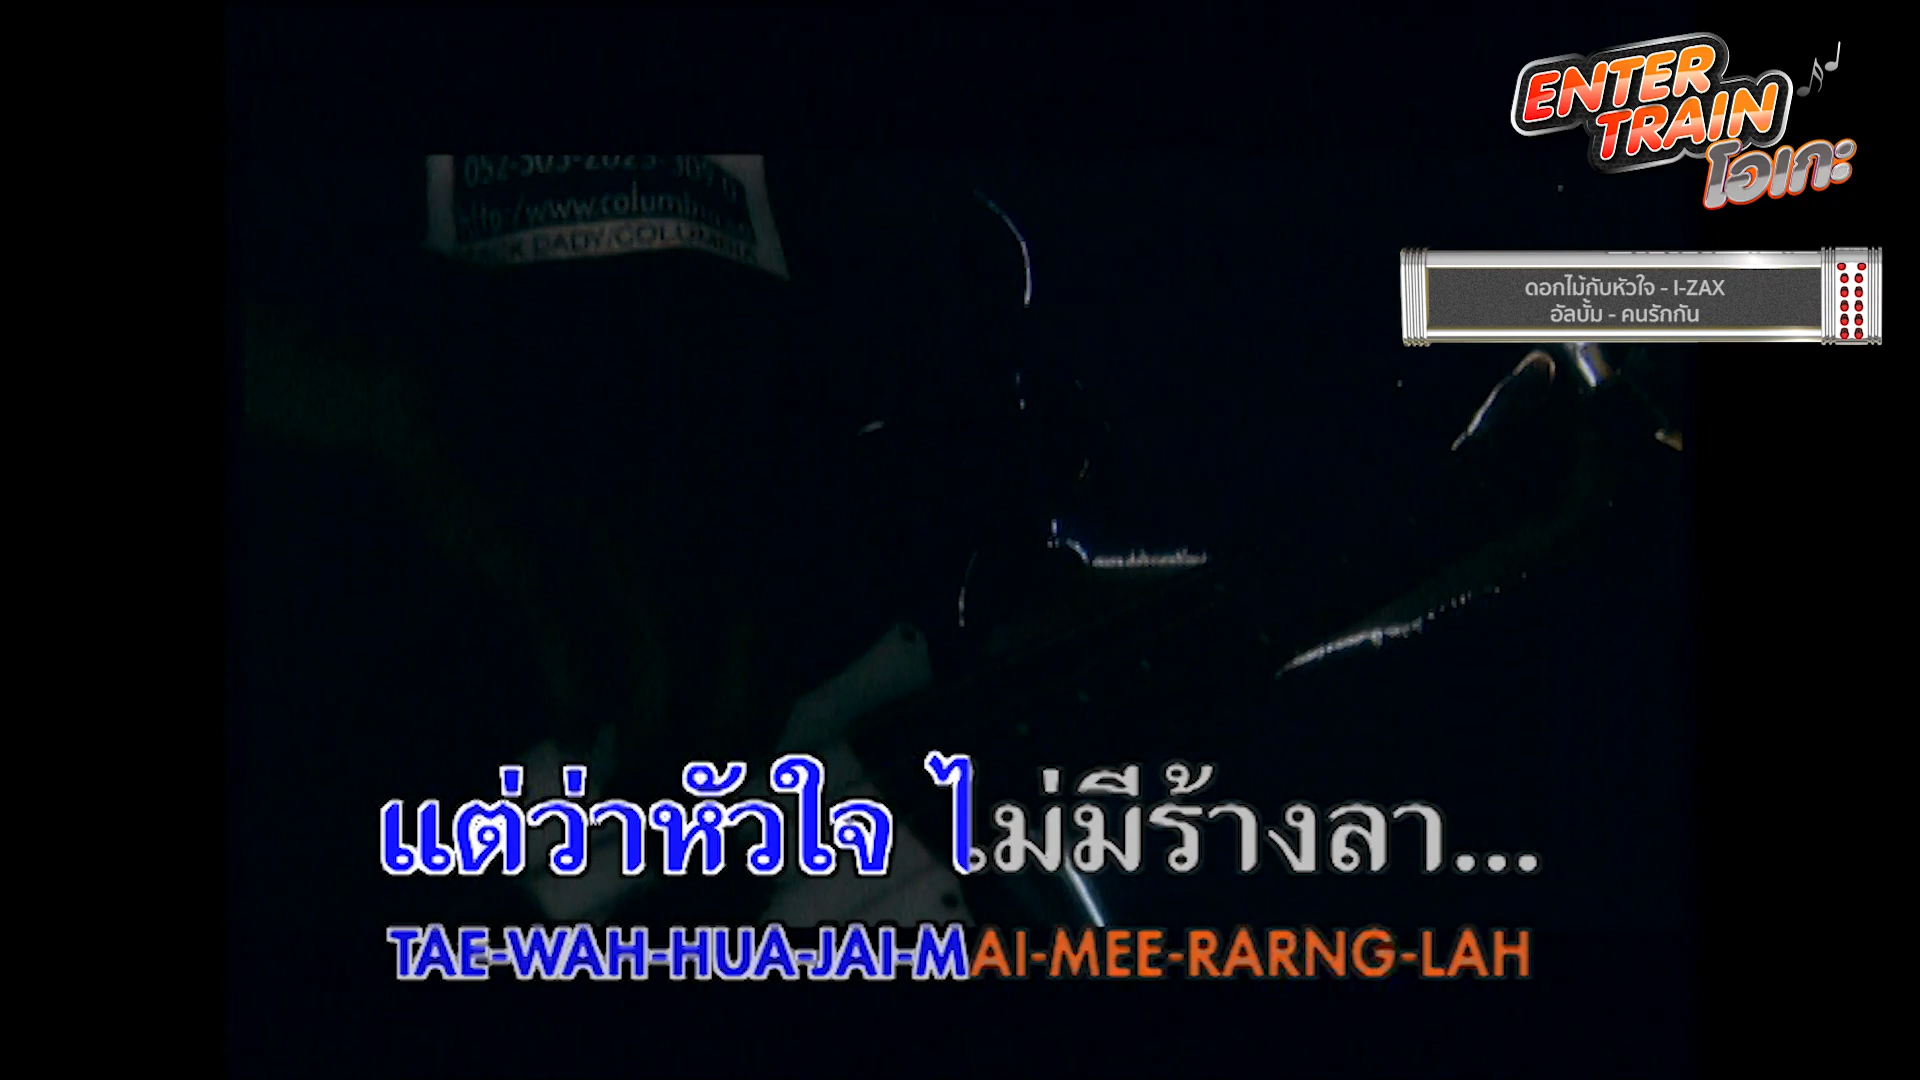 ENTER
TRAIN
โอเกะ
ดอกไม้กับหัวใจ - I-ZAX
อัลบั้ม - คนรักกัน
แต่ว่าหัวใจ ไม่มีร้างลา...
TAE-WAH-HUA-JAI-MAI-MEE-RARNG-LAH